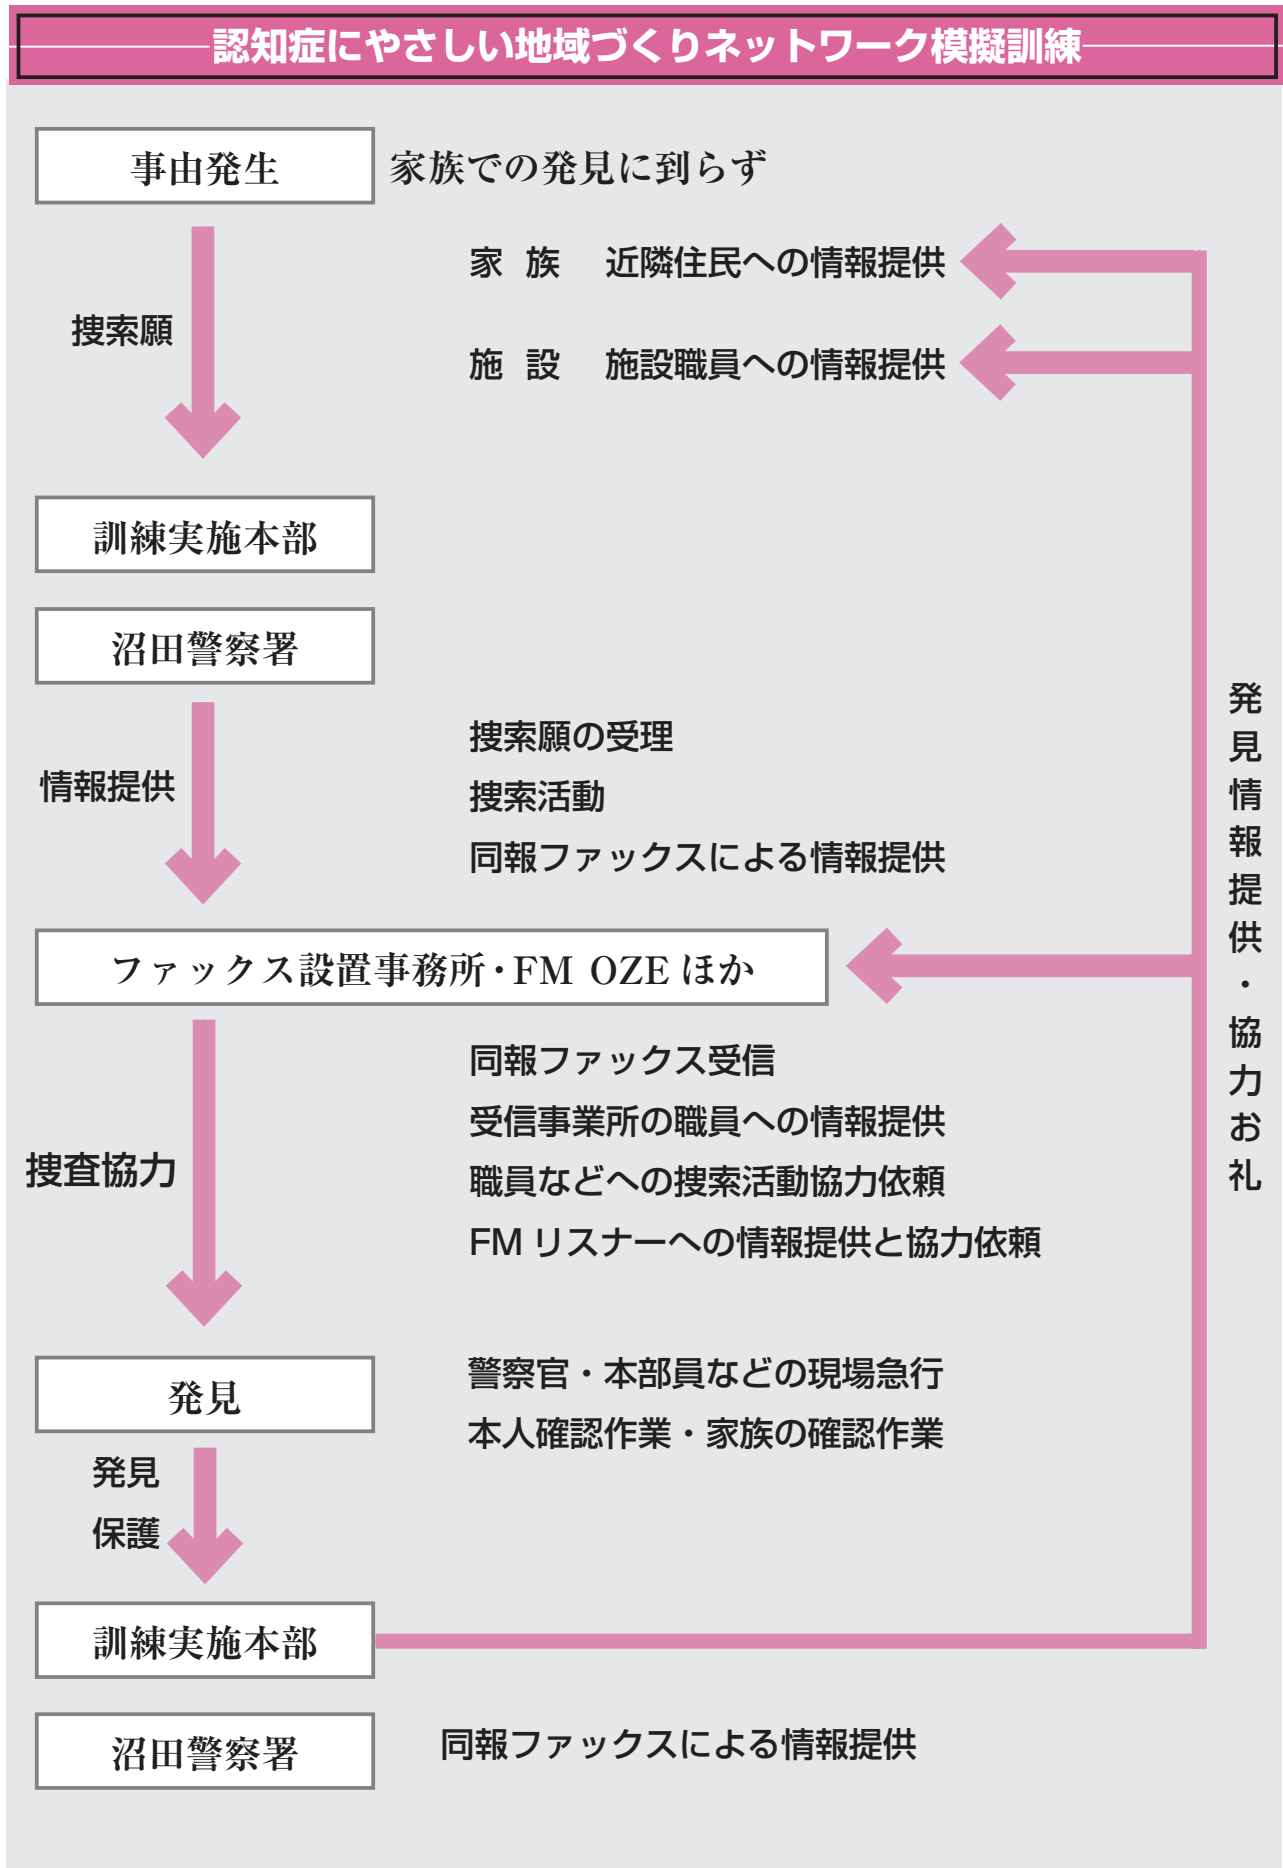 認知症にやさしい地域づくりネットワーク模擬訓練
事由発生
家族での発見に到らず
家族 近隣住民への情報提供
捜索願
施設 施設職員への情報提供
訓練実施本部
沼田警察署
情報提供
捜索願の受理
捜索活動
同報ファックスによる情報提供
ファックス設置事務所・FM OZE ほか
捜査協力
同報ファックス受信
受信事業所の職員への情報提供
職員などへの捜索活動協力依頼
FM リスナーへの情報提供と協力依頼
発見
警察官・本部員などの現場急行
本人確認作業・家族の確認作業
発見
保護
訓練実施本部
沼田警察署
同報ファックスによる情報提供
発見情報提供・協力お礼